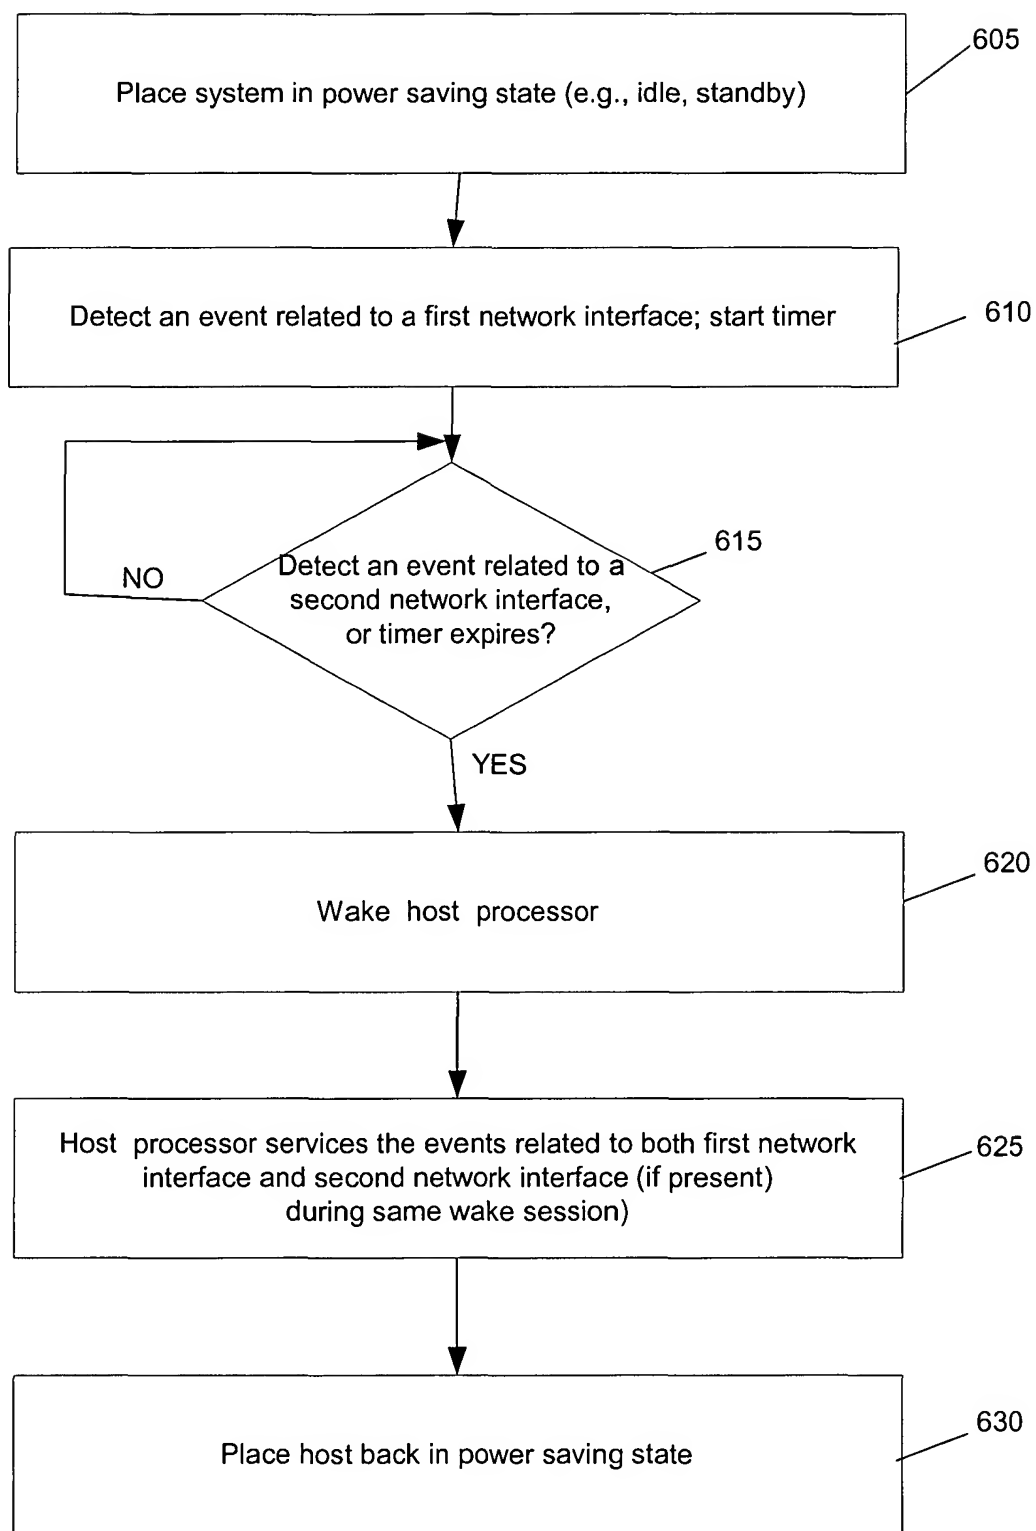 605
Place system in power saving state (e.g., idle, standby)
Detect an event related to a first network interface; start timer
610
615
Detect an event related to a
second network interface,
or timer expires?
NO
YES
620
Wake host processor
Host processor services the events related to both first network
interface and second network interface (if present)
during same wake session)
625
630
Place host back in power saving state